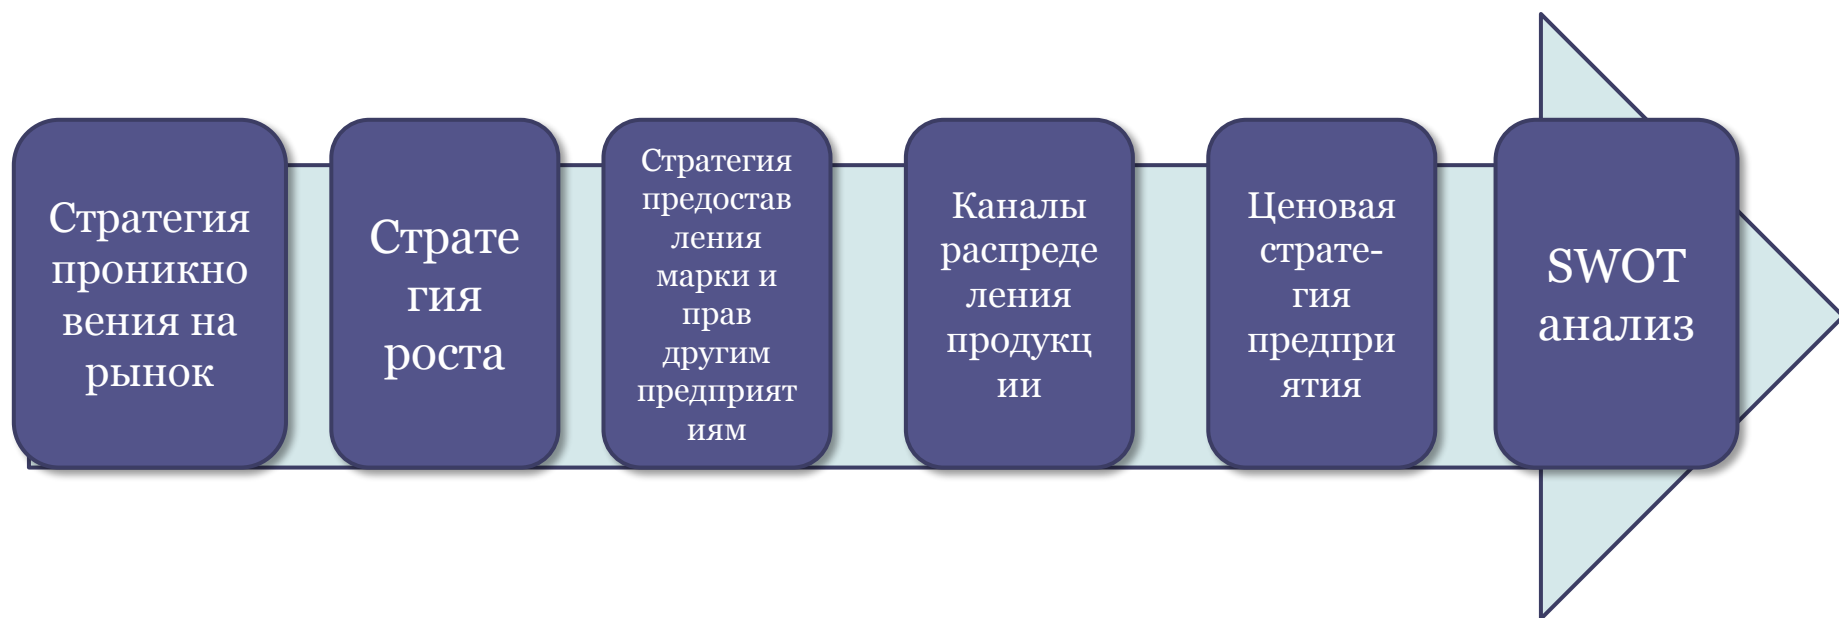 Стратегия
проникно
вения на
рынок
Страте
гия
роста
Стратегия
предостав
ления
марки и
прав
другим
предприят
иям
Каналы
распреде
ления
продукц
ии
Ценовая
страте-
гия
предпри
ятия
SWOT
анализ